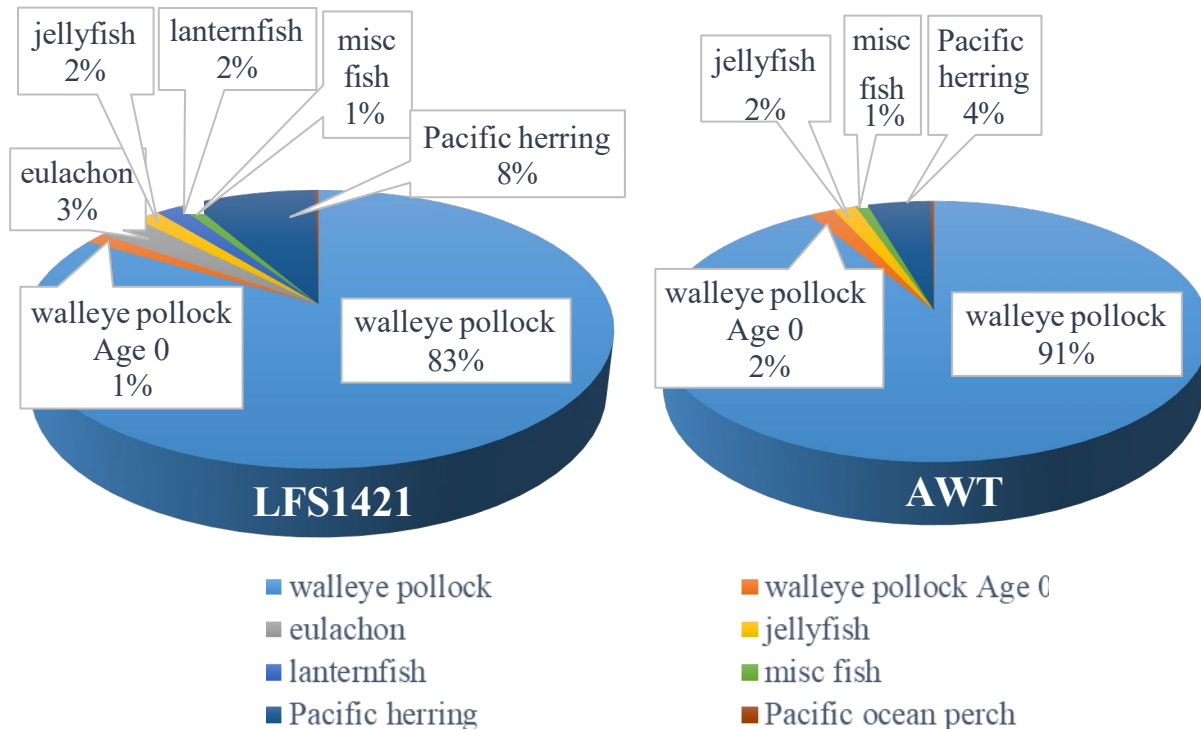 jellyfish
2%
lanternfish
2%
misc
fish
1%
Pacific herring
8%
eulachon
3%
walleye pollock
Age 0
1%
walleye pollock
83%
LFS1421
jellyfish
2%
misc
fish
1%
Pacific
herring
4%
walleye pollock
Age 0
2%
walleye pollock
91%
AWT
walleye pollock
walleye pollock Age 0
eulachon
jellyfish
lanternfish
misc fish
Pacific herring
Pacific ocean perch